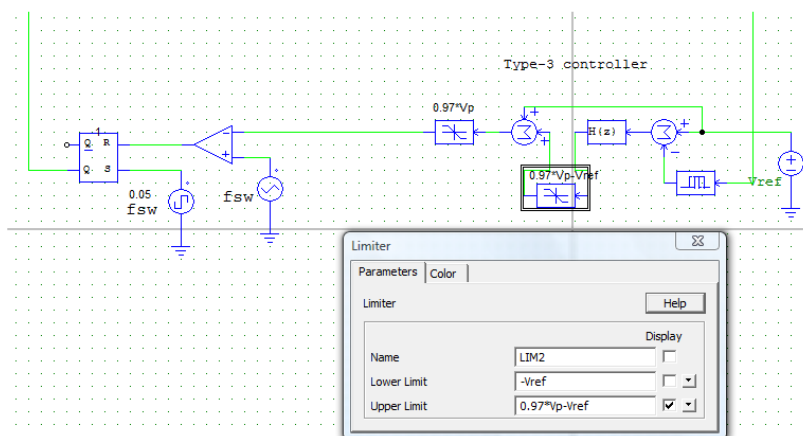 Type-3 controller
0.97*Vp
1
Q R
Q S
+
-
Σ
+
+
H(z)
Σ
+
-
0.97*Vp-Vref
Vref
0.05
fsw
fsw
Limiter
Parameters Color
Limiter
Help
Display
Name LIM2
Lower Limit -Vref
Upper Limit 0.97*Vp-Vref